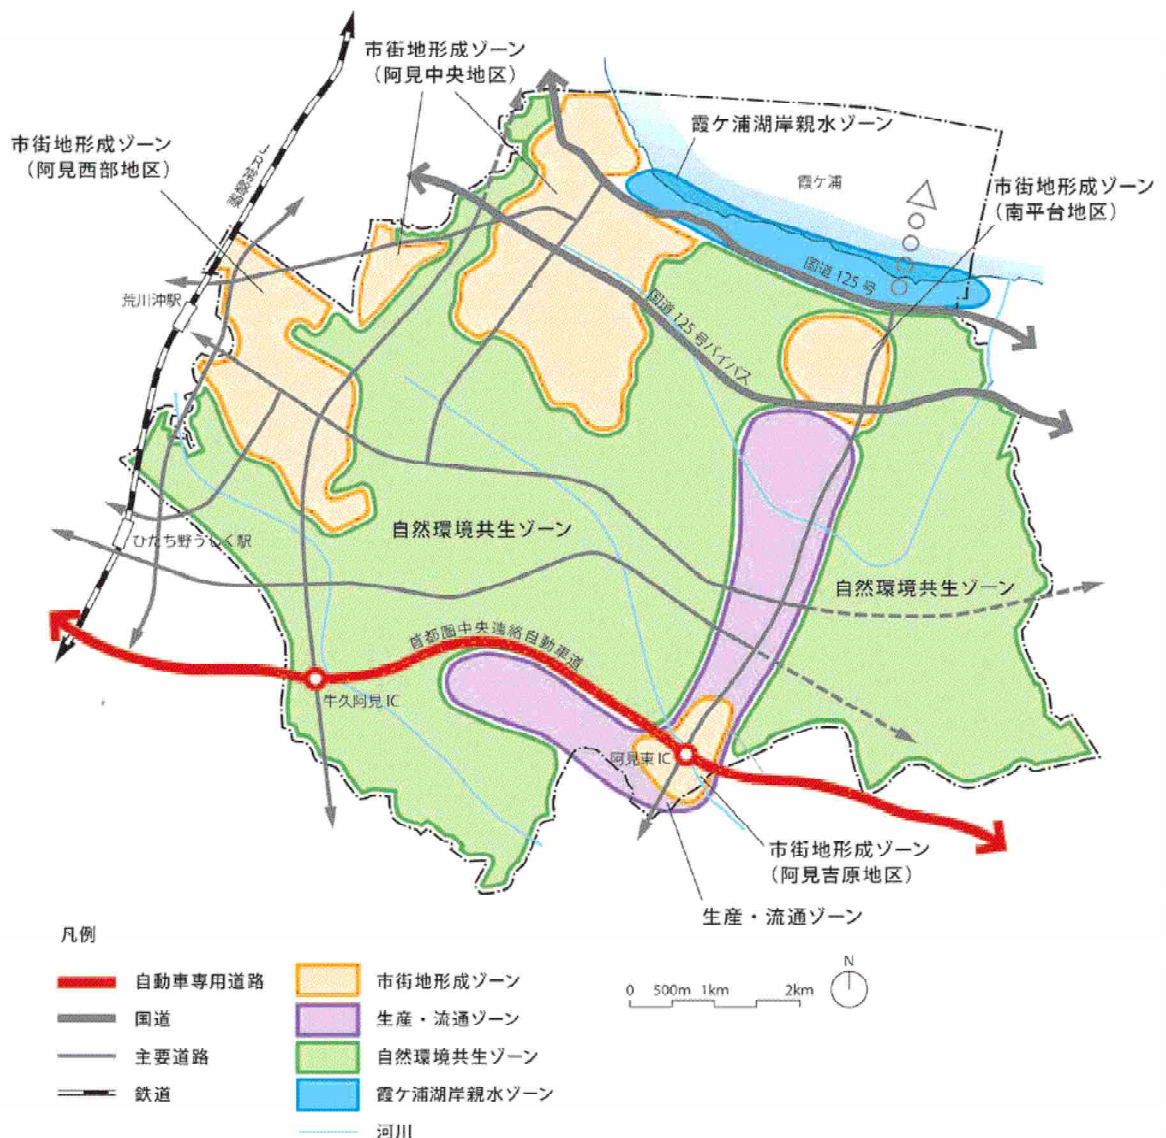 市街地形成ゾーン
(阿見中央地区)
霞ケ浦湖岸親水ゾーン
市街地形成ゾーン
(阿見西部地区)
JR常磐線
霞ケ浦
市街地形成ゾーン
(南平台地区)
国道125号
荒川沖駅
国道125号バイパス
自然環境共生ゾーン
ひたち野うしく駅
自然環境共生ゾーン
首都圏中央連絡自動車道
牛久阿見IC
阿見東IC
市街地形成ゾーン
(阿見吉原地区)
生産・流通ゾーン
凡例
自動車専用道路
国道
主要道路
鉄道
市街地形成ゾーン
生産・流通ゾーン
自然環境共生ゾーン
霞ケ浦湖岸親水ゾーン
河川
0 500m 1km 2km
N